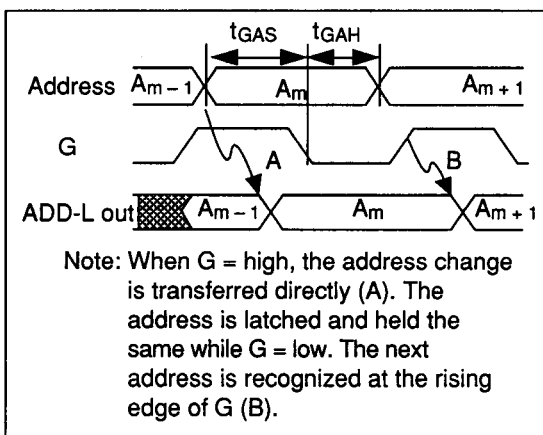 tGAS tGAH
Address Am – 1 Am Am + 1
G A B
ADD-L out Am – 1 Am Am + 1
Note: When G = high, the address change
is transferred directly (A). The
address is latched and held the
same while G = low. The next
address is recognized at the rising
edge of G (B).